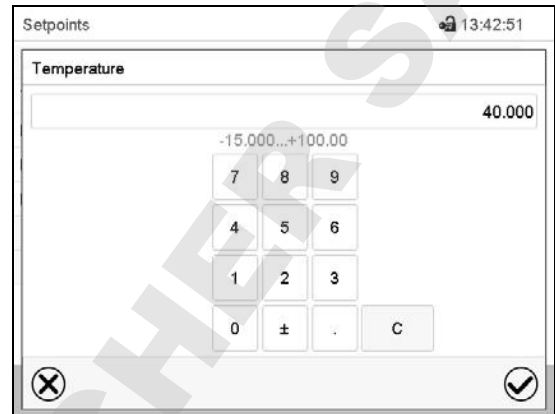 Setpoints 13:42:51
Temperature
40.000
-15.000...+100.00
7 8 9
4 5 6
1 2 3
0 ± . C